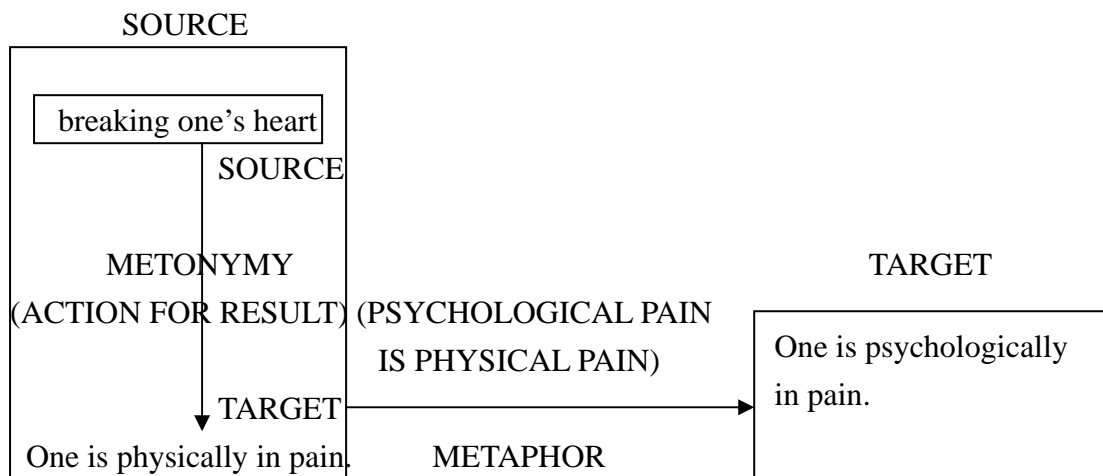 SOURCE
breaking one’s heart
SOURCE
METONYMY
TARGET
(ACTION FOR RESULT) (PSYCHOLOGICAL PAIN
IS PHYSICAL PAIN)
One is psychologically
in pain.
TARGET
One is physically in pain.
METAPHOR